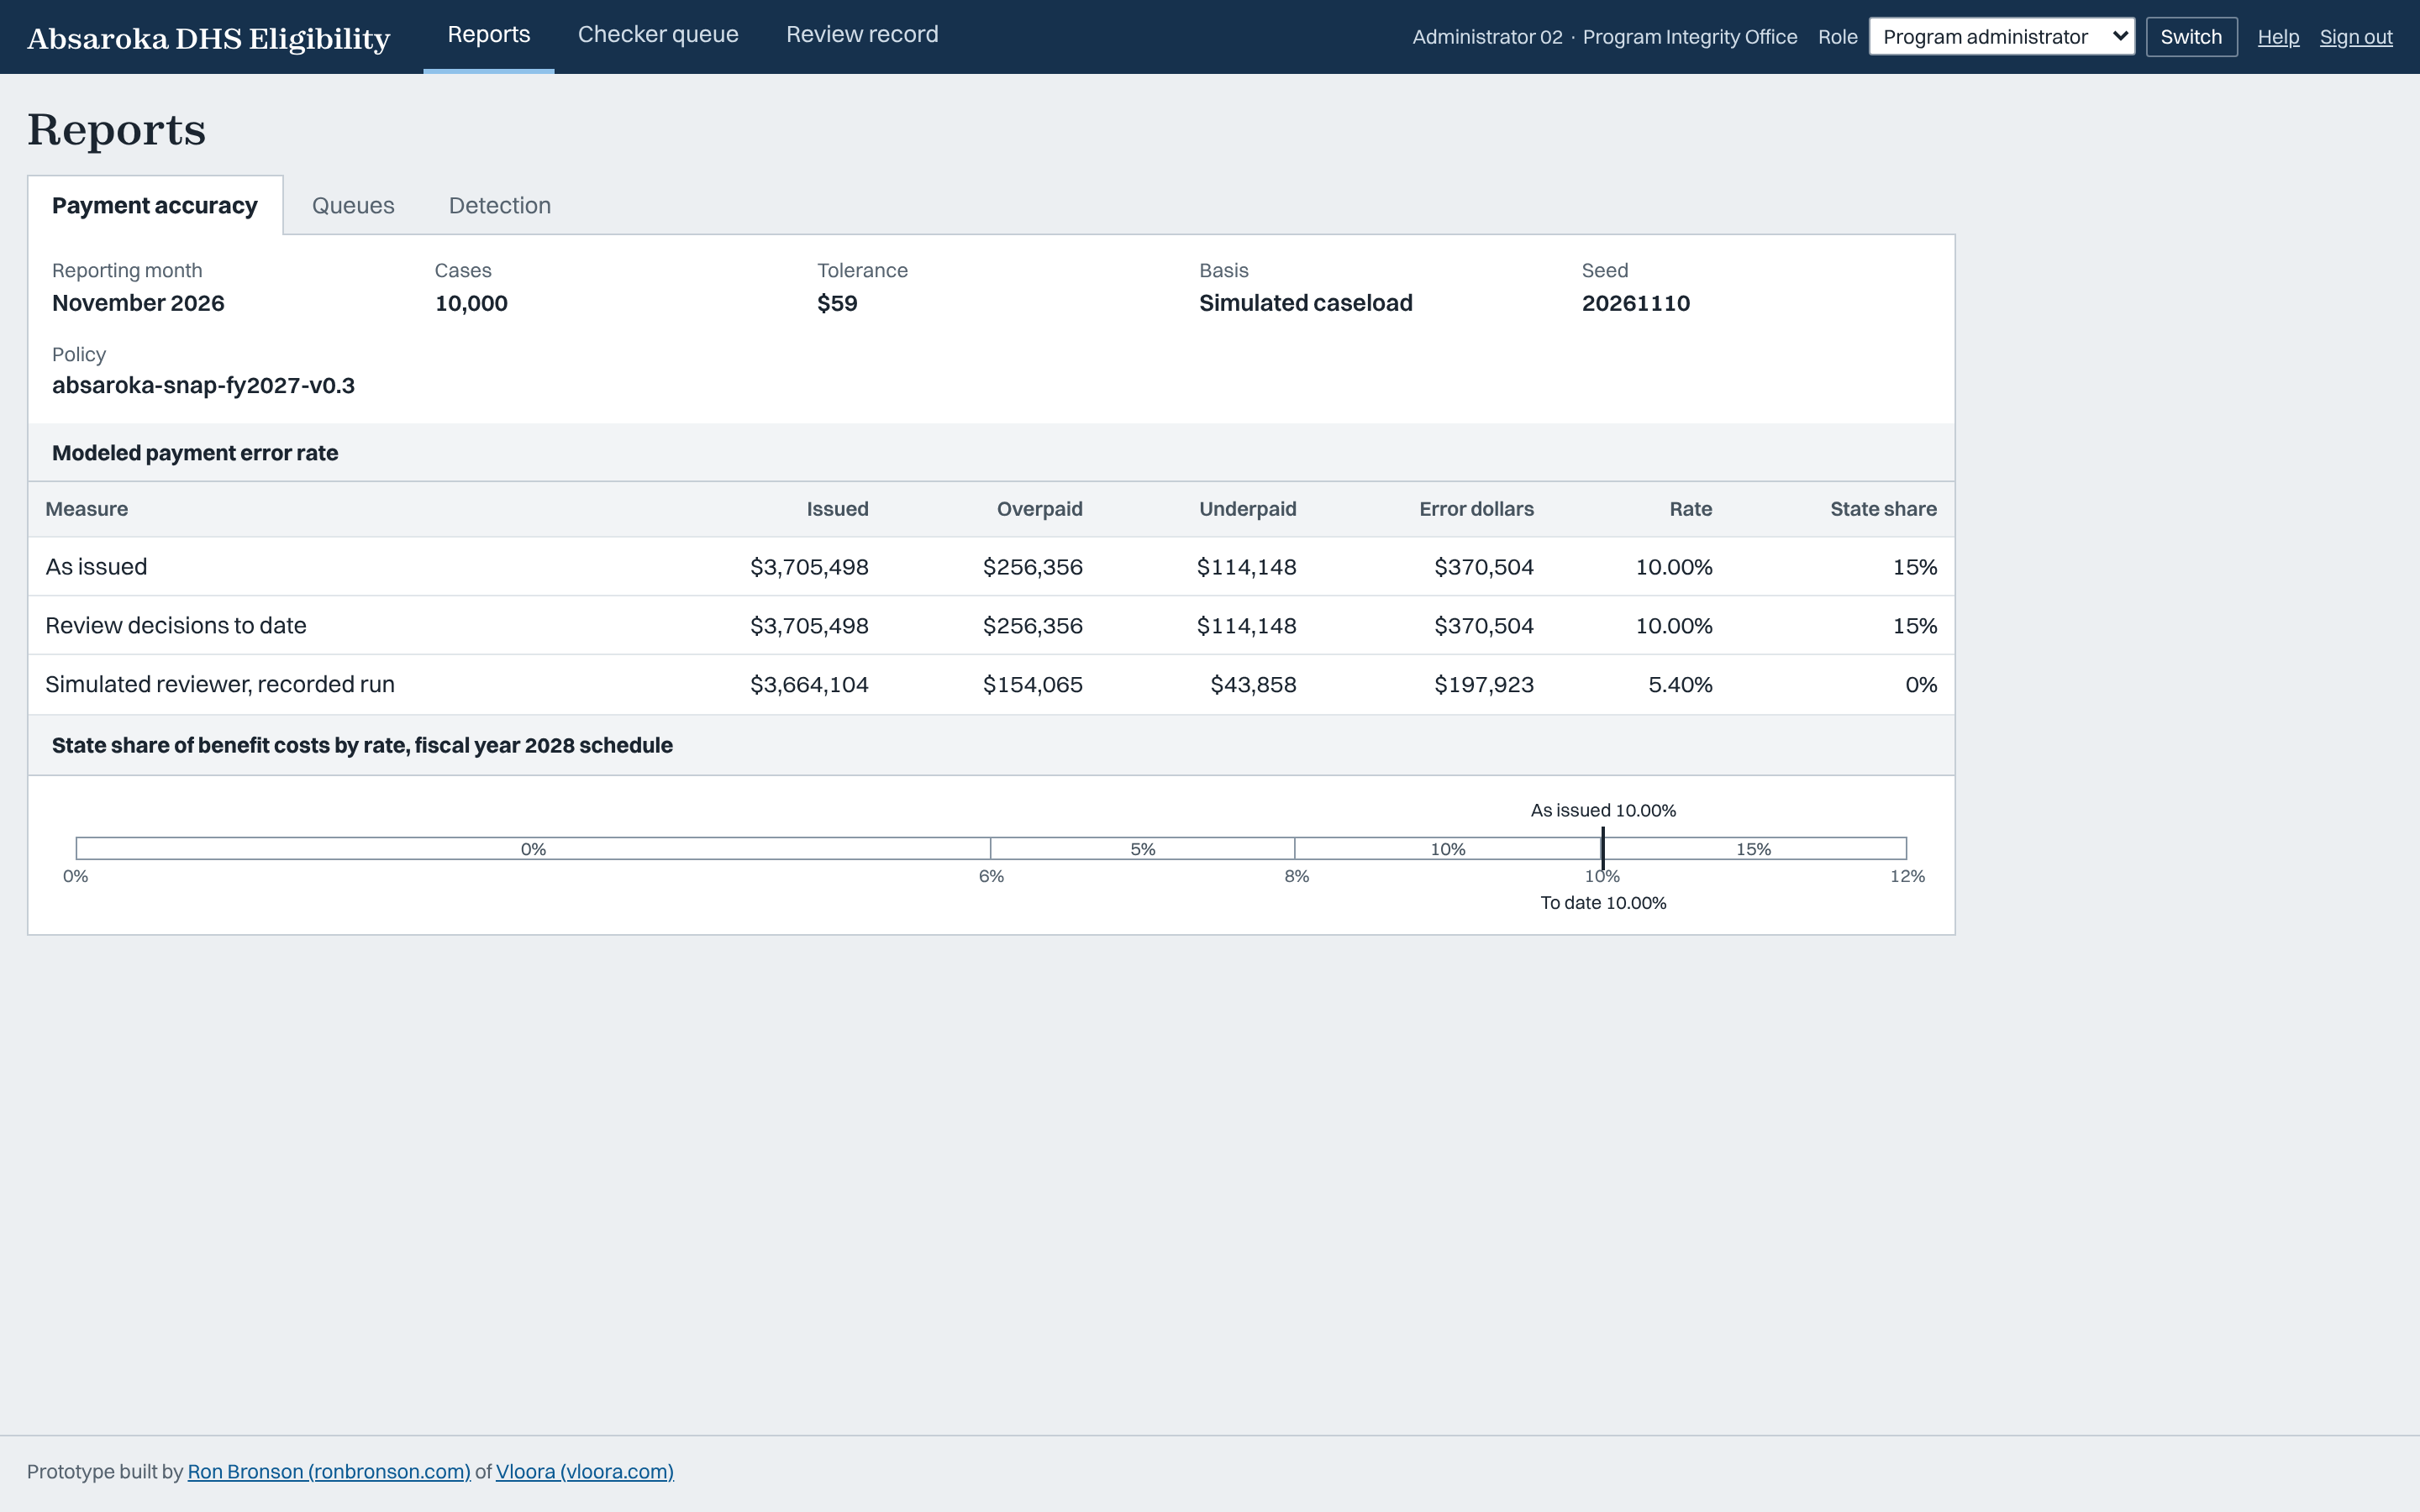 Absaroka DHS Eligibility Reports Checker queue Review record Administrator 02 · Program Integrity Office Role Program administrator Switch Help Sign out
Reports
Payment accuracy Queues Detection
Reporting month Cases Tolerance Basis Seed
November 2026 10,000 $59 Simulated caseload 20261110
Policy
absaroka-snap-fy2027-v0.3
Modeled payment error rate
Measure Issued Overpaid Underpaid Error dollars Rate State share
As issued $3,705,498 $256,356 $114,148 $370,504 10.00% 15%
Review decisions to date $3,705,498 $256,356 $114,148 $370,504 10.00% 15%
Simulated reviewer, recorded run $3,664,104 $154,065 $43,858 $197,923 5.40% 0%
State share of benefit costs by rate, fiscal year 2028 schedule
As issued 10.00%
0% 5% 10% 15%
0% 6% 8% 10% 12%
To date 10.00%
Prototype built by Ron Bronson (ronbronson.com) of Vloora (vloora.com)